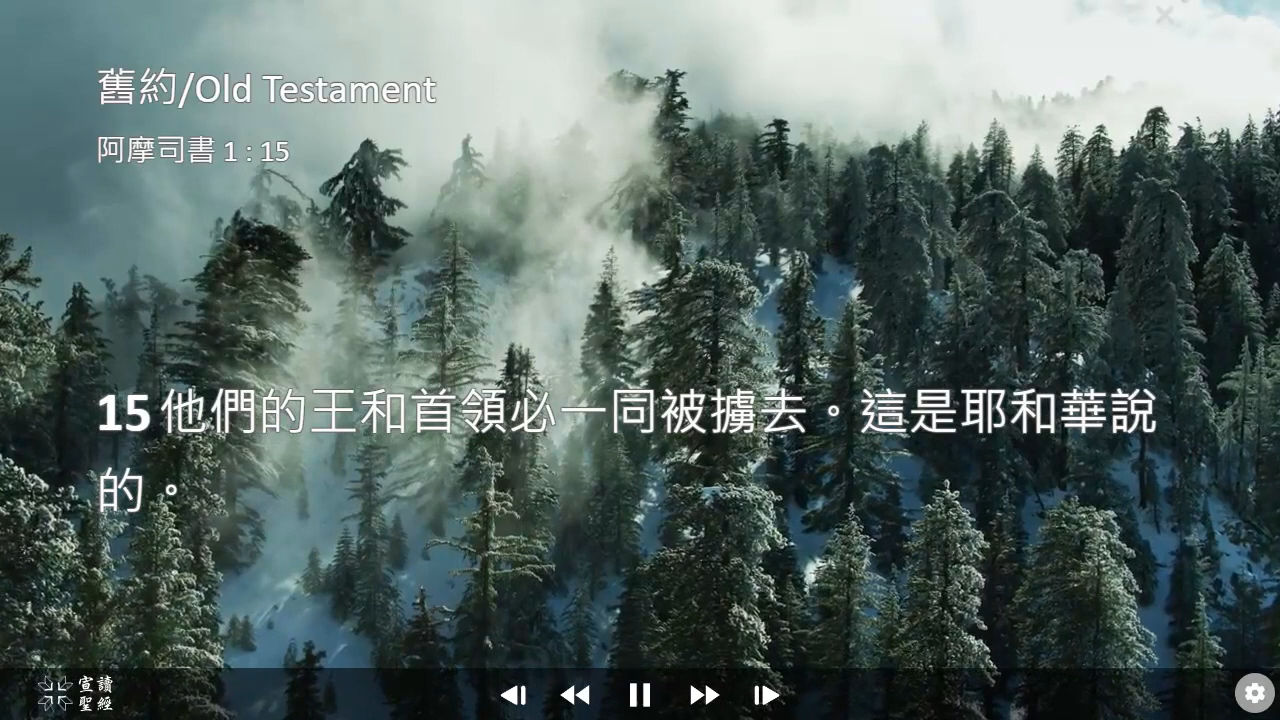 舊約/Old Testament
阿摩司書 1 : 15
15 他們的王和首領必一同被擄去。這是耶和華說
的。
宣讀
聖經